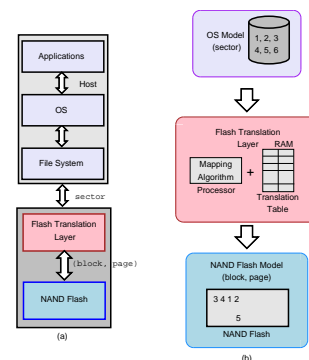 Applications
Host
OS
File System
sector
Flash Translation
Layer
(block, page)
NAND Flash
(a)
OS Model
(sector)
1, 2, 3
4, 5, 6
Flash Translation
Layer RAM
Mapping
Algorithm
+
Processor
Translation
Table
NAND Flash Model
(block, page)
3 4 1 2
5
NAND Flash
(b)